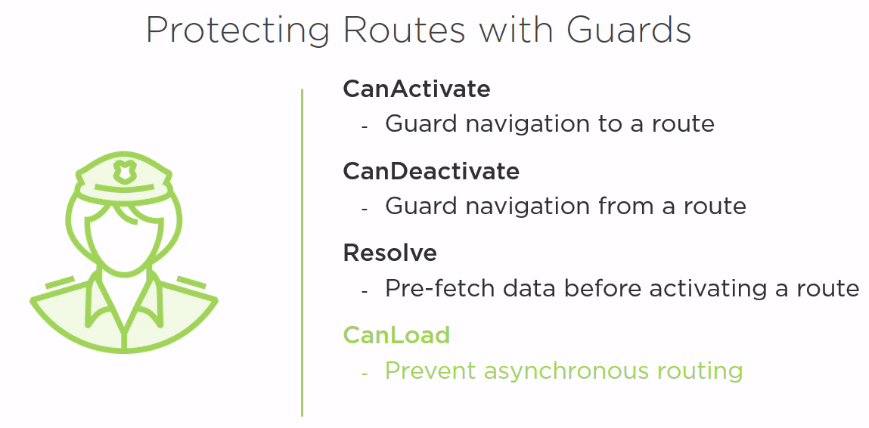 Protecting Routes with Guards
CanActivate
- Guard navigation to a route
CanDeactivate
- Guard navigation from a route
Resolve
- Pre-fetch data before activating a route
CanLoad
- Prevent asynchronous routing